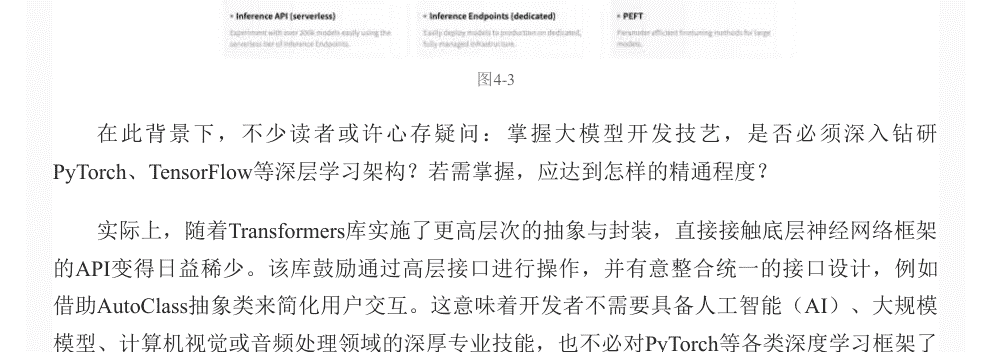 • Inference API (serverless)
Experiment with over 200k models easily using the
serverless tier of Inference Endpoints.
• Inference Endpoints (dedicated)
Easily deploy models to production on dedicated,
fully managed infrastructure.
• PEFT
Parameter efficient finetuning methods for large
models.
图4-3
在此背景下，不少读者或许心存疑问：掌握大模型开发技艺，是否必须深入钻研
PyTorch、TensorFlow等深层学习架构？若需掌握，应达到怎样的精通程度？
实际上，随着Transformers库实施了更高层次的抽象与封装，直接接触底层神经网络框架
的API变得日益稀少。该库鼓励通过高层接口进行操作，并有意整合统一的接口设计，例如
借助AutoClass抽象类来简化用户交互。这意味着开发者不需要具备人工智能（AI）、大规模
模型、计算机视觉或音频处理领域的深厚专业技能，也不必对PyTorch等各类深度学习框架了